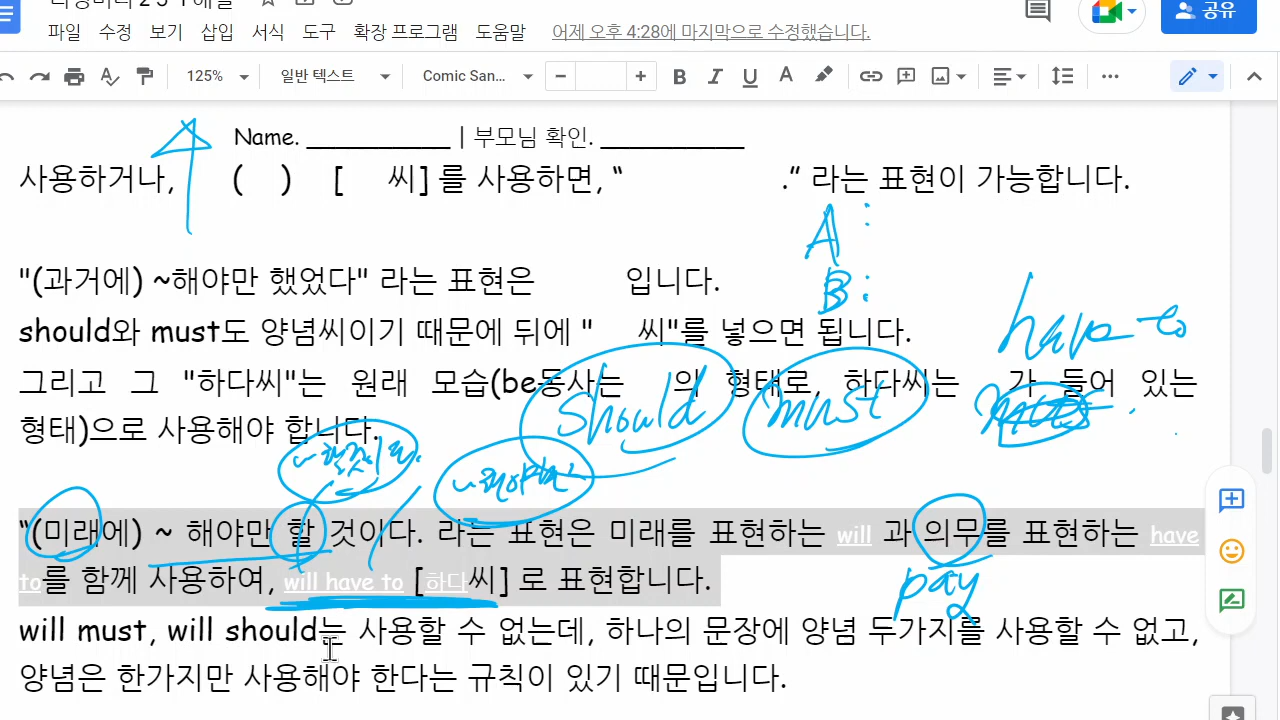 파일 수정 보기 삽입 서식 도구 확장 프로그램 도움말 어제 오후 4:28에 마지막으로 수정했습니다.
공유
125% 일반 텍스트 Comic San... − + B I U A
Name. __________ | 부모님 확인. __________
사용하거나, ( ) [ 씨] 를 사용하면, “ .” 라는 표현이 가능합니다.
A :
B :
"(과거에) ~해야만 했었다" 라는 표현은 입니다.
have to
should와 must도 양념씨이기 때문에 뒤에 " 씨"를 넣으면 됩니다.
그리고 그 "하다씨"는 원래 모습(be동사는 의 형태로, 하다씨는 가 들어 있는
should must
형태)으로 사용해야 합니다.
“(미래에) ~ 해야만 할 것이다. 라는 표현은 미래를 표현하는 will 과 의무를 표현하는 have
to를 함께 사용하여, will have to [하다씨] 로 표현합니다.
pay
will must, will should는 사용할 수 없는데, 하나의 문장에 양념 두가지를 사용할 수 없고,
양념은 한가지만 사용해야 한다는 규칙이 있기 때문입니다.